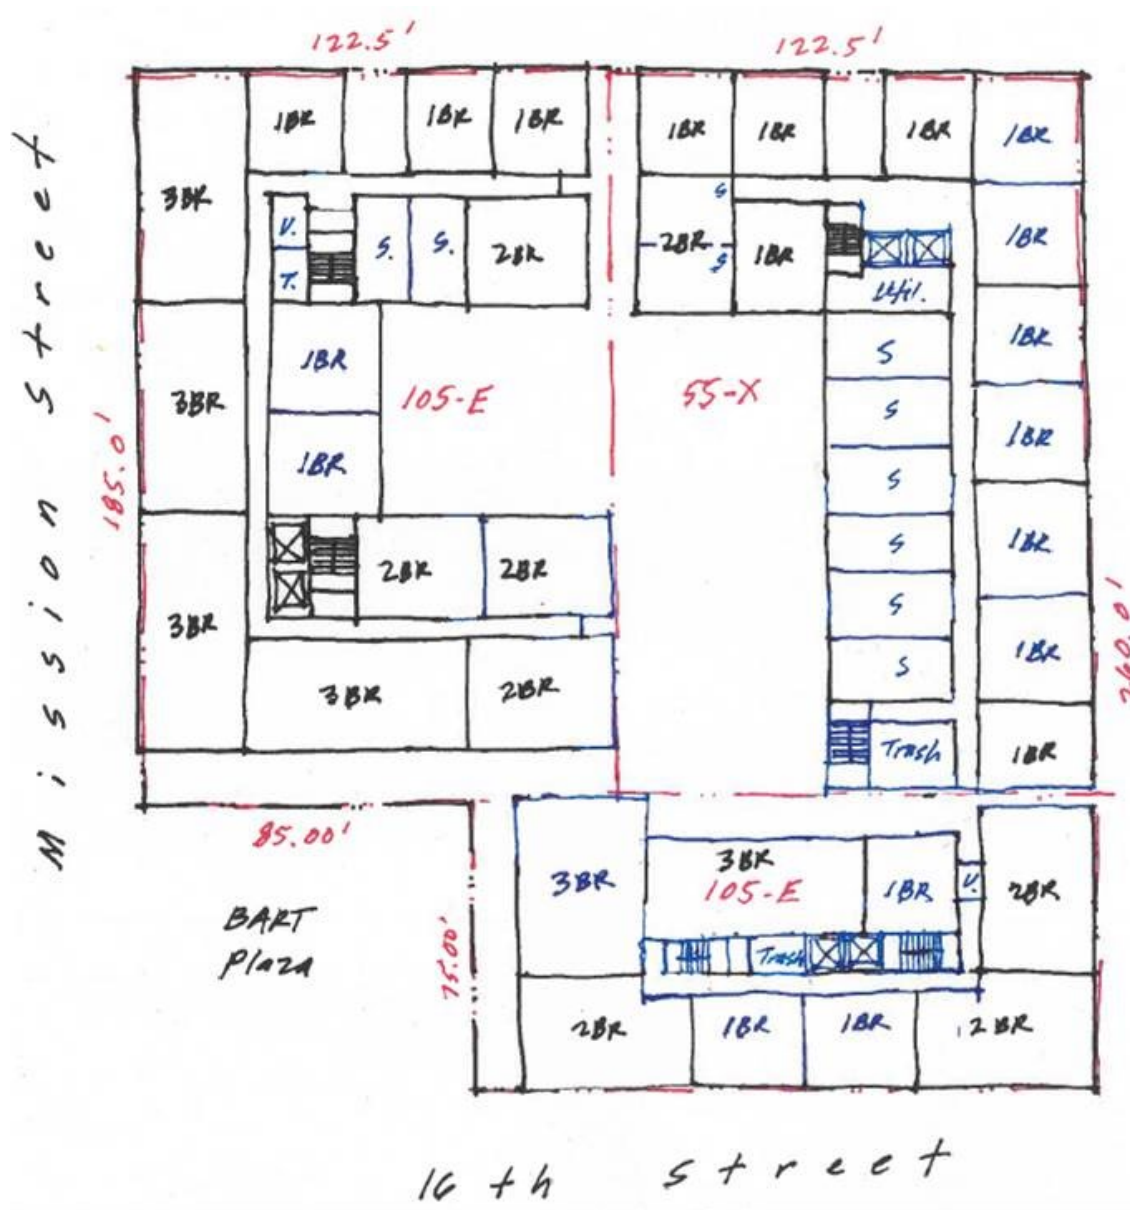 122.5'
122.5'
1BR
1BR
1BR
1BR
1BR
1BR
1BR
3BR
V.
S.
S.
2BR
S
2BR
S
1BR
1BR
T.
Util.
1BR
1BR
S
3BR
105-E
55-X
S
1BR
1BR
S
185.0'
2BR
2BR
S
1BR
3BR
S
1BR
S
260.0'
3BR
2BR
Trash
1BR
Mission Street
85.00'
3BR
3BR
105-E
1BR
V.
2BR
BART
Plaza
75.00'
Trash
2BR
1BR
1BR
2BR
16th Street